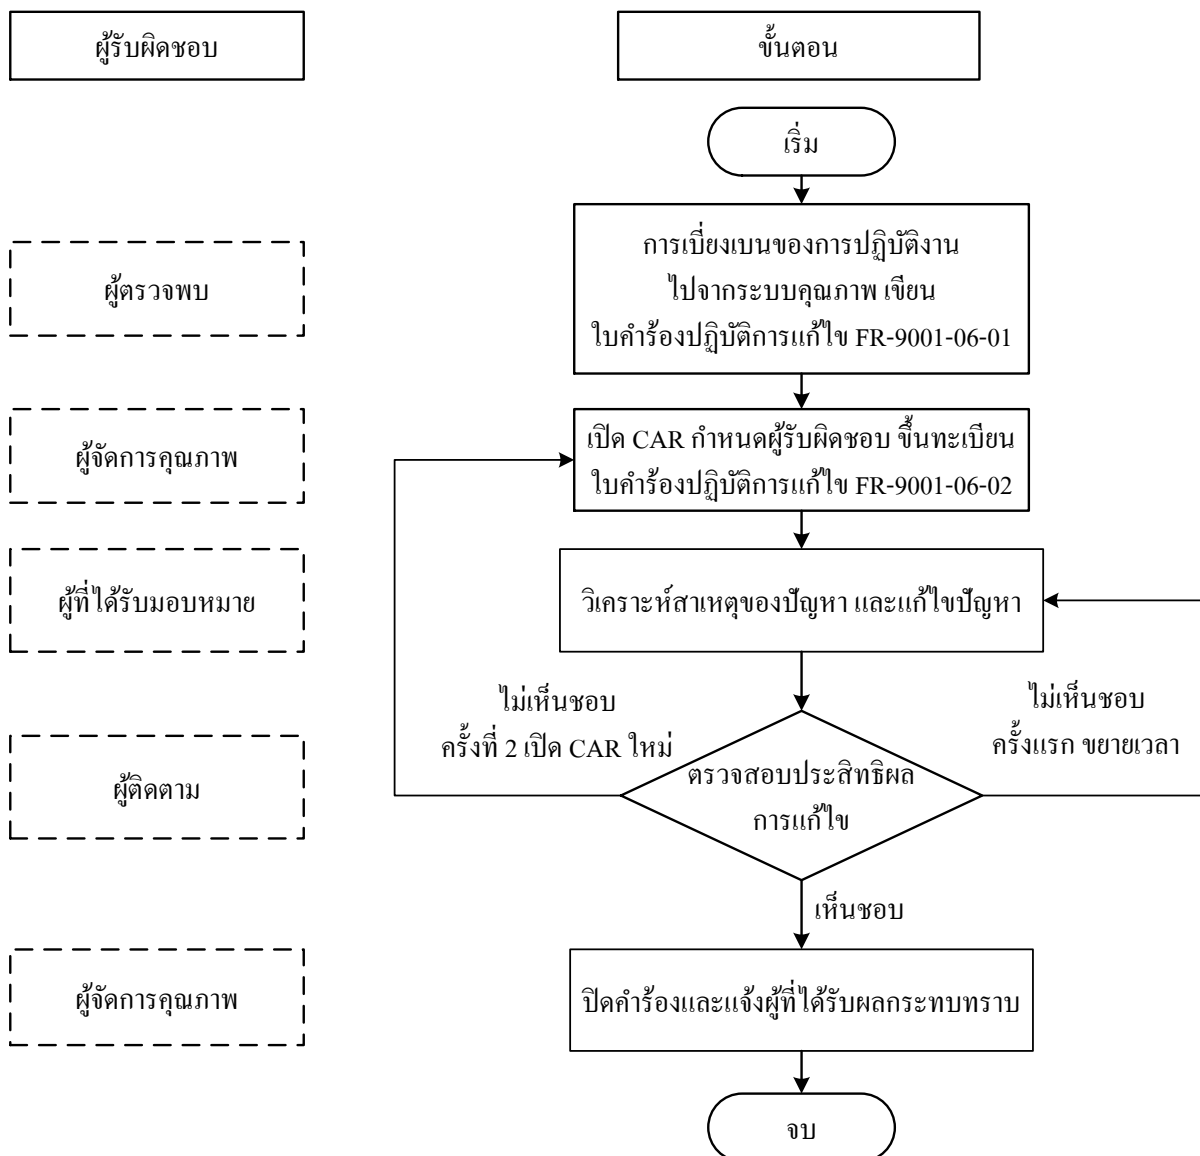 ผู้รับผิดชอบ
ขั้นตอน
เริ่ม
ผู้ตรวจพบ
การเบี่ยงเบนของการปฏิบัติงาน
ไปจากระบบคุณภาพ เขียน
ใบคำร้องปฏิบัติการแก้ไข FR-9001-06-01
ผู้จัดการคุณภาพ
เปิด CAR กำหนดผู้รับผิดชอบ ขึ้นทะเบียน
ใบคำร้องปฏิบัติการแก้ไข FR-9001-06-02
ผู้ที่ได้รับมอบหมาย
วิเคราะห์สาเหตุของปัญหา และแก้ไขปัญหา
ไม่เห็นชอบ
ครั้งที่ 2 เปิด CAR ใหม่
ไม่เห็นชอบ
ครั้งแรก ขยายเวลา
ผู้ติดตาม
ตรวจสอบประสิทธิผล
การแก้ไข
เห็นชอบ
ผู้จัดการคุณภาพ
ปิดคำร้องและแจ้งผู้ที่ได้รับผลกระทบทราบ
จบ